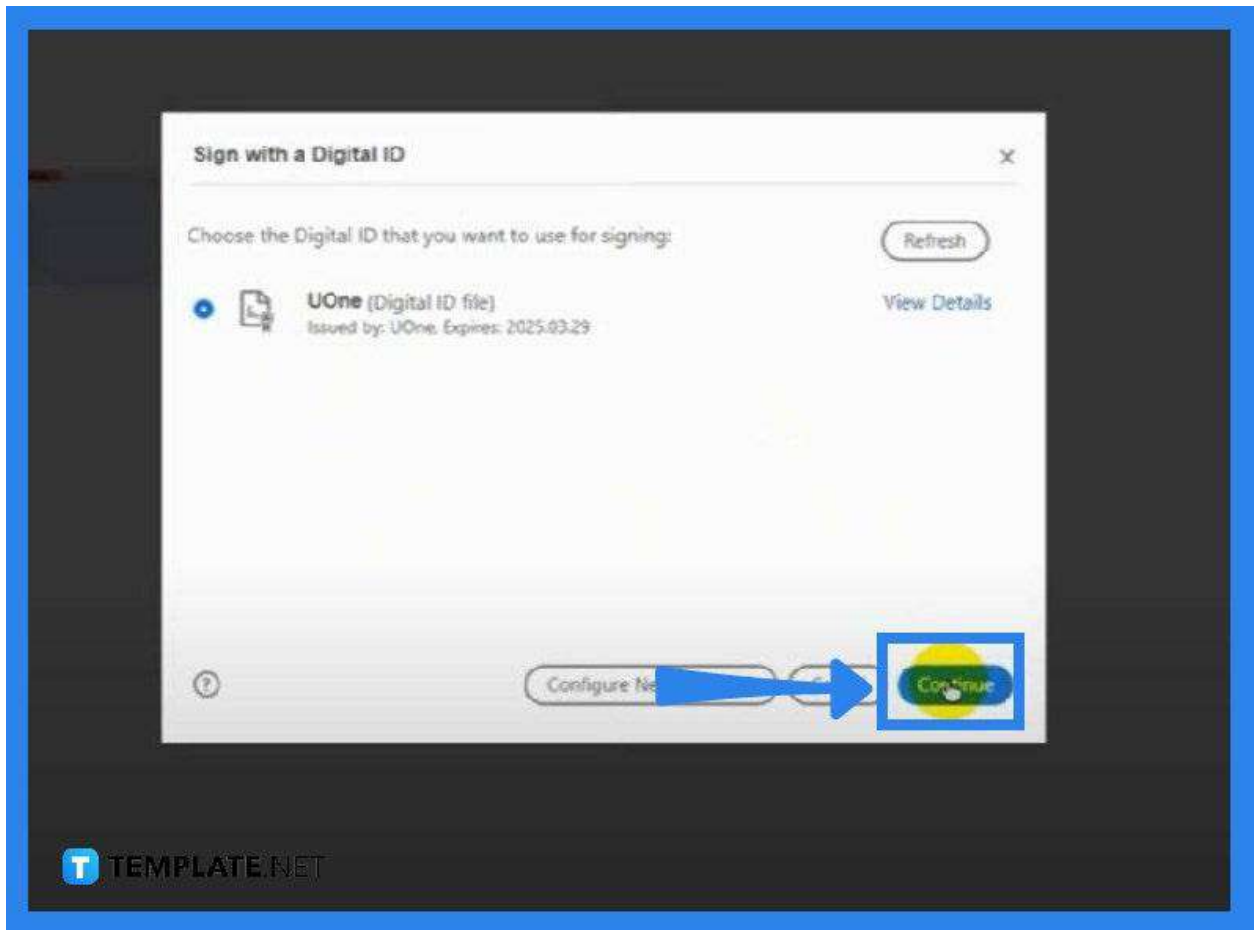 Sign with a Digital ID
Choose the Digital ID that you want to use for signing:
Refresh
UOne (Digital ID file)
View Details
Issued by: UOne, Expires: 2025.03.29
Configure
Continue
T TEMPLATE.NET